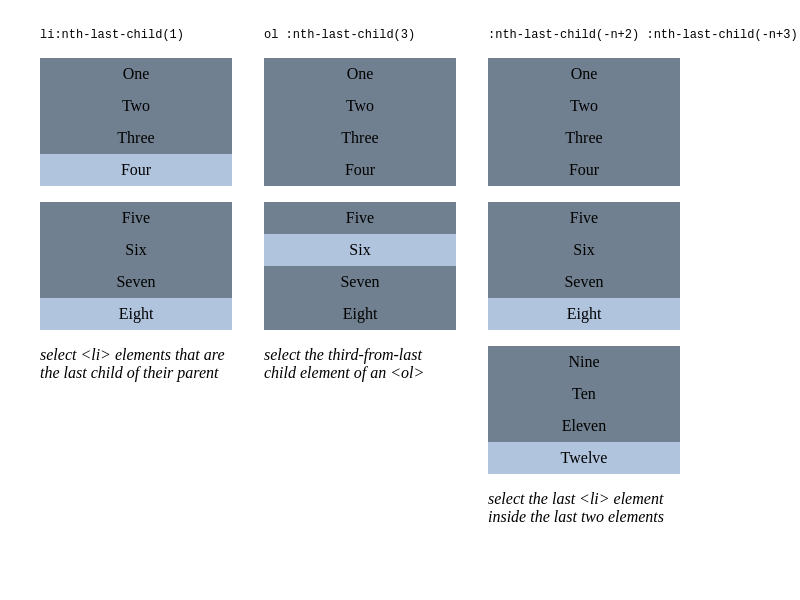 li:nth-last-child(1)
One
Two
Three
Four
Five
Six
Seven
Eight
select <li> elements that are
the last child of their parent
ol :nth-last-child(3)
One
Two
Three
Four
Five
Six
Seven
Eight
select the third-from-last
child element of an <ol>
:nth-last-child(-n+2) :nth-last-child(-n+3)
One
Two
Three
Four
Five
Six
Seven
Eight
Nine
Ten
Eleven
Twelve
select the last <li> element
inside the last two elements